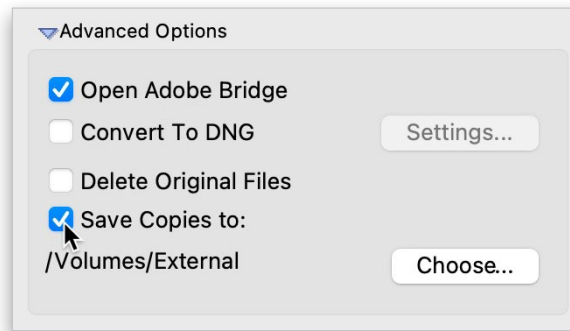 Advanced Options
Open Adobe Bridge
Convert To DNG
Settings...
Delete Original Files
Save Copies to:
/Volumes/External
Choose...